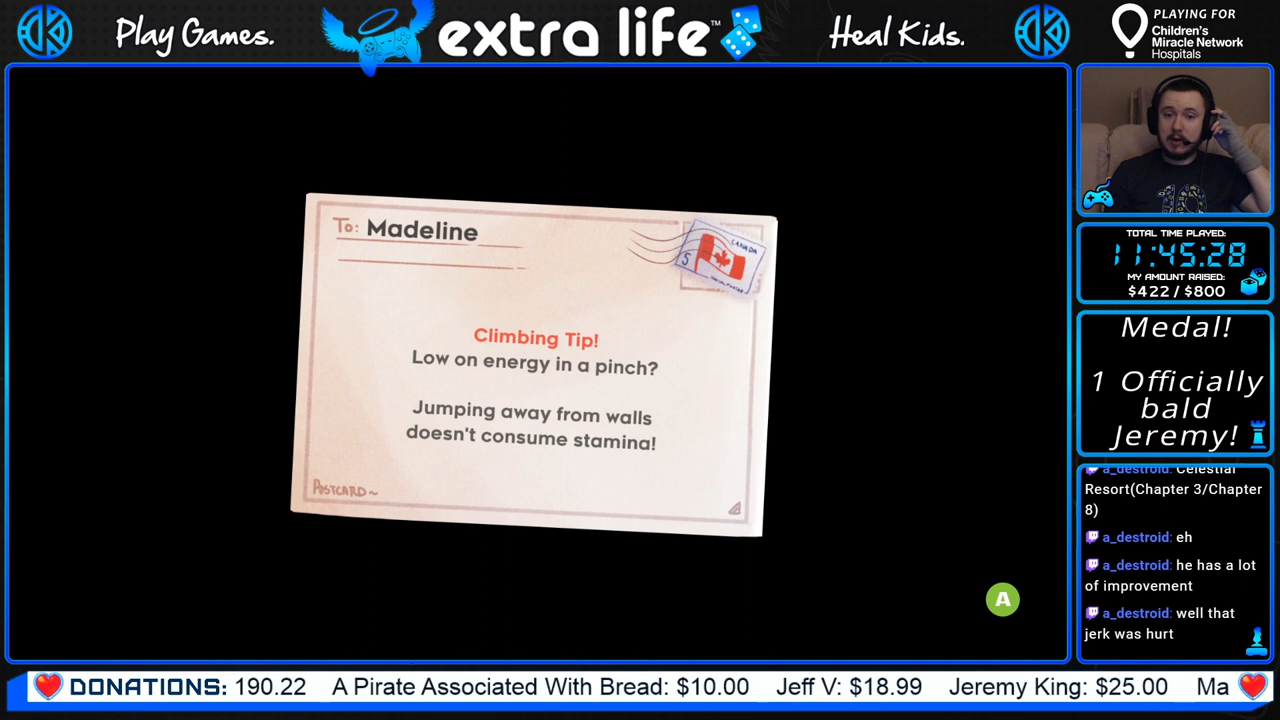 Play Games.
extra life™
Heal Kids.
PLAYING FOR
Children's
Miracle Network
Hospitals
To: Madeline
CANADA
5
Climbing Tip!
Low on energy in a pinch?
Jumping away from walls
doesn't consume stamina!
POSTCARD~
A
TOTAL TIME PLAYED:
11:45:28
MY AMOUNT RAISED:
$422 / $800
Medal!
1 Officially
bald
Jeremy!
a_destroid: Celestial
Resort(Chapter 3/Chapter
8)
a_destroid: eh
a_destroid: he has a lot
of improvement
a_destroid: well that
jerk was hurt
DONATIONS: 190.22 A Pirate Associated With Bread: $10.00 Jeff V: $18.99 Jeremy King: $25.00 Ma